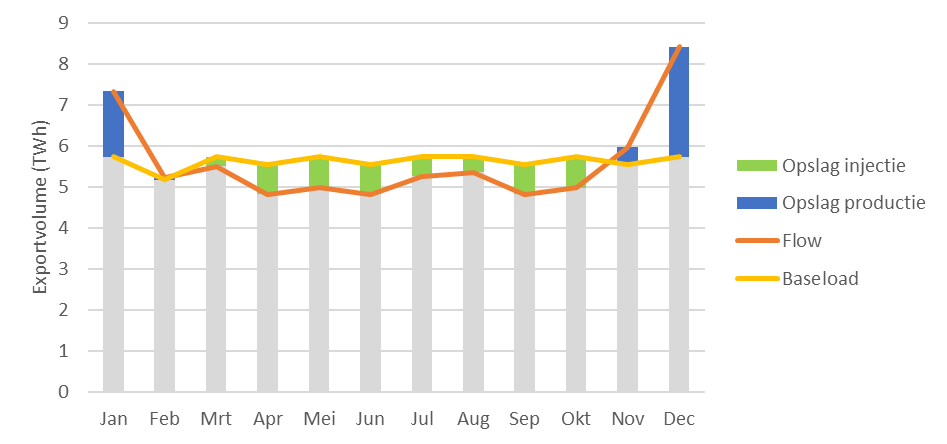 Exportvolume (TWh)
9
8
7
6
5
4
3
2
1
0
Jan Feb Mrt Apr Mei Jun Jul Aug Sep Okt Nov Dec
Opslag injectie
Opslag productie
Flow
Baseload